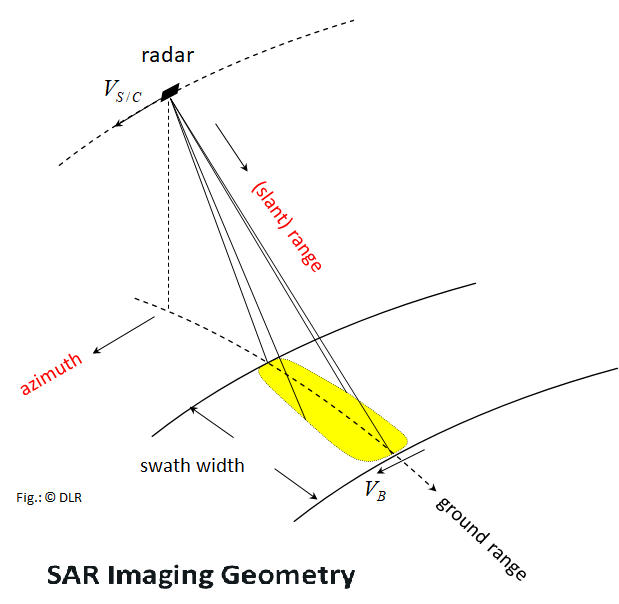 radar
V_{S/C}
(slant) range
azimuth
swath width
V_B
Fig.: © DLR
ground range
SAR Imaging Geometry